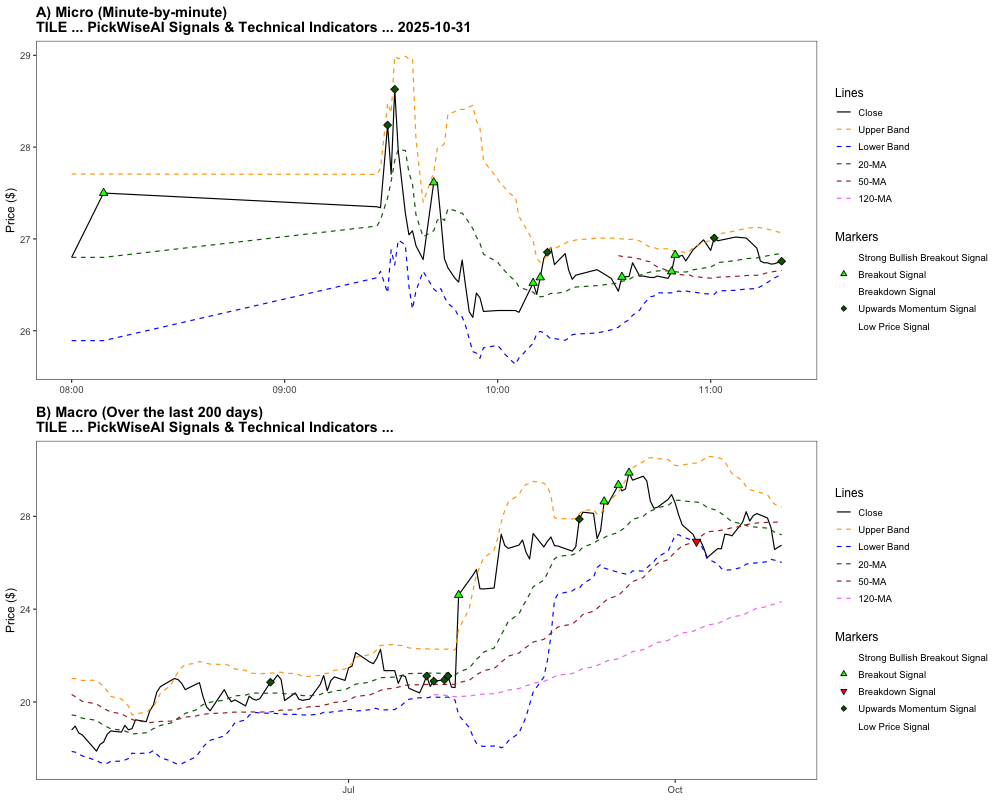 A) Micro (Minute-by-minute)
TILE ... PickWiseAI Signals & Technical Indicators ... 2025-10-31
29
28
27
26
Price ($)
08:00
09:00
10:00
11:00
Lines
Close
Upper Band
Lower Band
20-MA
50-MA
120-MA
Markers
Strong Bullish Breakout Signal
Breakout Signal
Breakdown Signal
Upwards Momentum Signal
Low Price Signal
B) Macro (Over the last 200 days)
TILE ... PickWiseAI Signals & Technical Indicators ...
28
24
20
Price ($)
Jul
Oct
Lines
Close
Upper Band
Lower Band
20-MA
50-MA
120-MA
Markers
Strong Bullish Breakout Signal
Breakout Signal
Breakdown Signal
Upwards Momentum Signal
Low Price Signal